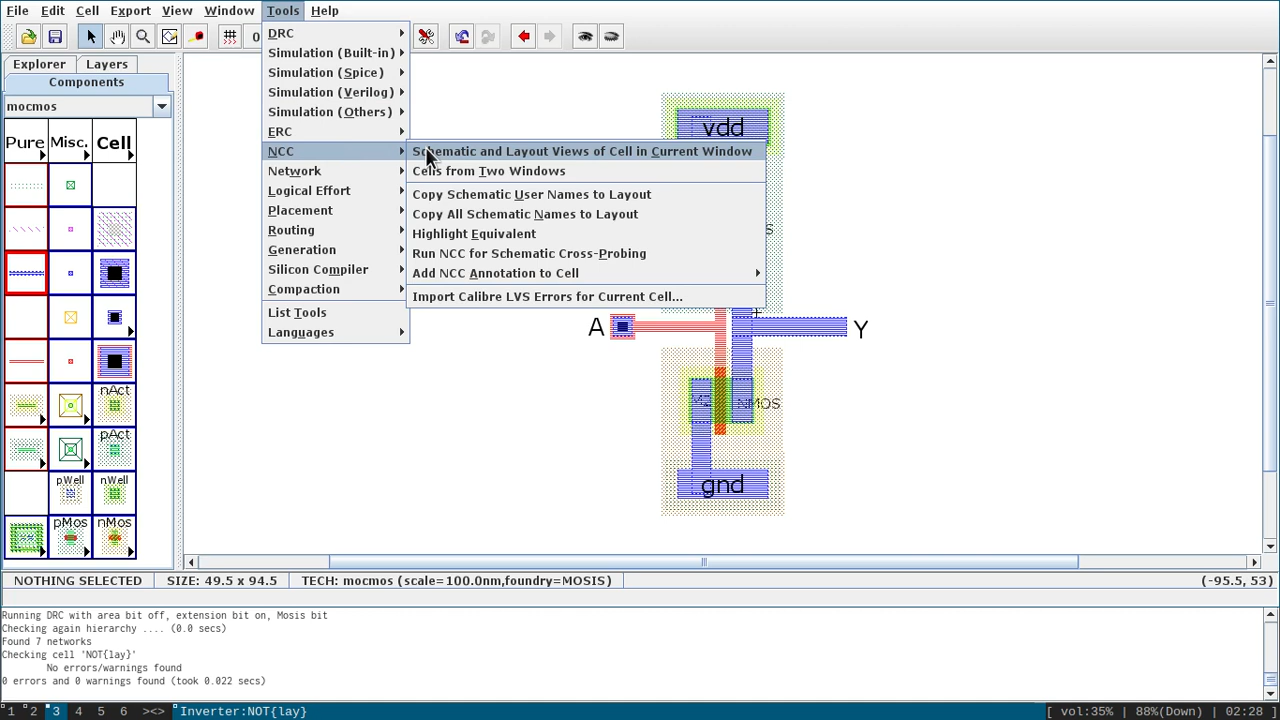 File Edit Cell Export View Window Tools Help
Explorer Layers
Components
mocmos
Pure Misc. Cell
nAct
pAct
pWell nWell
pMos nMos
0
DRC
Simulation (Built-in)
Simulation (Spice)
Simulation (Verilog)
Simulation (Others)
ERC
NCC
Network
Logical Effort
Placement
Routing
Generation
Silicon Compiler
Compaction
List Tools
Languages
Schematic and Layout Views of Cell in Current Window
Cells from Two Windows
Copy Schematic User Names to Layout
Copy All Schematic Names to Layout
Highlight Equivalent
Run NCC for Schematic Cross-Probing
Add NCC Annotation to Cell
Import Calibre LVS Errors for Current Cell...
vdd
S
A Y
NMOS
gnd
NOTHING SELECTED SIZE: 49.5 x 94.5 TECH: mocmos (scale=100.0nm,foundry=MOSIS) (-95.5, 53)
Running DRC with area bit off, extension bit on, Mosis bit
Checking again hierarchy .... (0.0 secs)
Found 7 networks
Checking cell 'NOT{lay}'
No errors/warnings found
0 errors and 0 warnings found (took 0.022 secs)
1 2 3 4 5 6 ><> Inverter:NOT{lay} [ vol:35% | 88%(Down) | 02:28 ]